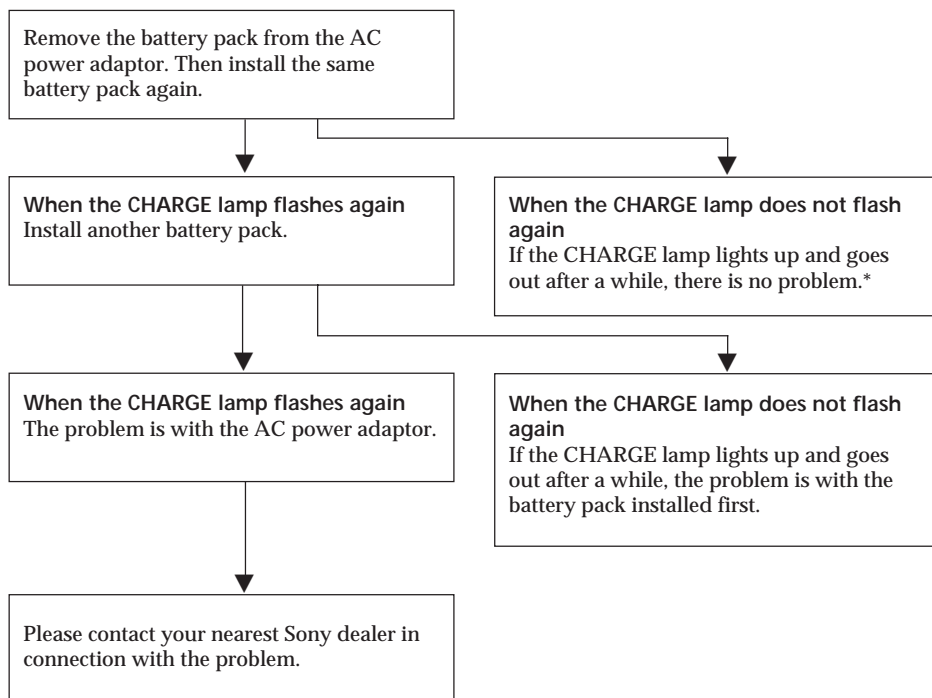 Remove the battery pack from the AC
power adaptor. Then install the same
battery pack again.
When the CHARGE lamp flashes again
Install another battery pack.
When the CHARGE lamp does not flash
again
If the CHARGE lamp lights up and goes
out after a while, there is no problem.*
When the CHARGE lamp flashes again
The problem is with the AC power adaptor.
When the CHARGE lamp does not flash
again
If the CHARGE lamp lights up and goes
out after a while, the problem is with the
battery pack installed first.
Please contact your nearest Sony dealer in
connection with the problem.